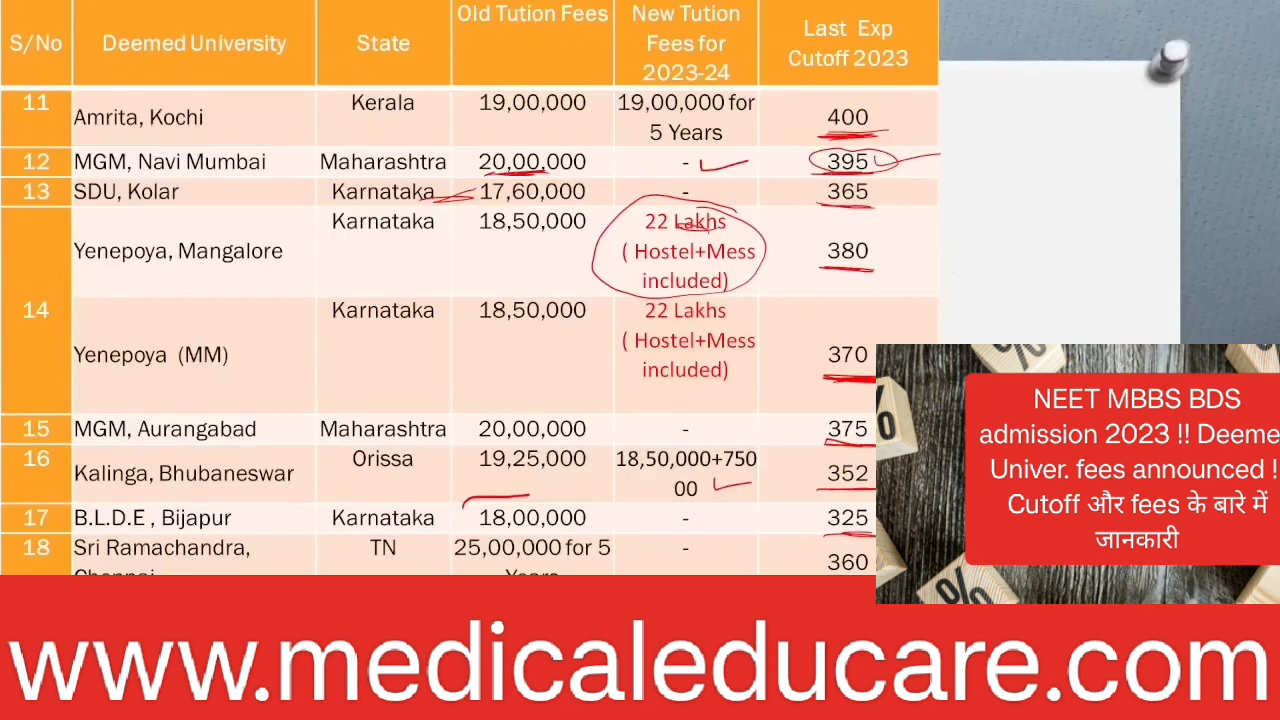 S/No Deemed University State Old Tution Fees New Tution Fees for 2023-24 Last Exp Cutoff 2023
11 Amrita, Kochi Kerala 19,00,000 19,00,000 for 5 Years 400
12 MGM, Navi Mumbai Maharashtra 20,00,000 - 395
13 SDU, Kolar Karnataka 17,60,000 - 365
14 Yenepoya, Mangalore Karnataka 18,50,000 22 Lakhs ( Hostel+Mess included) 380
Yenepoya (MM) Karnataka 18,50,000 22 Lakhs ( Hostel+Mess included) 370
15 MGM, Aurangabad Maharashtra 20,00,000 - 375
16 Kalinga, Bhubaneswar Orissa 19,25,000 18,50,000+75000 352
17 B.L.D.E , Bijapur Karnataka 18,00,000 - 325
18 Sri Ramachandra, TN 25,00,000 for 5 - 360
NEET MBBS BDS
admission 2023 !! Deeme
Univer. fees announced !
Cutoff और fees के बारे में
जानकारी
%
%
%
www.medicaleducare.com